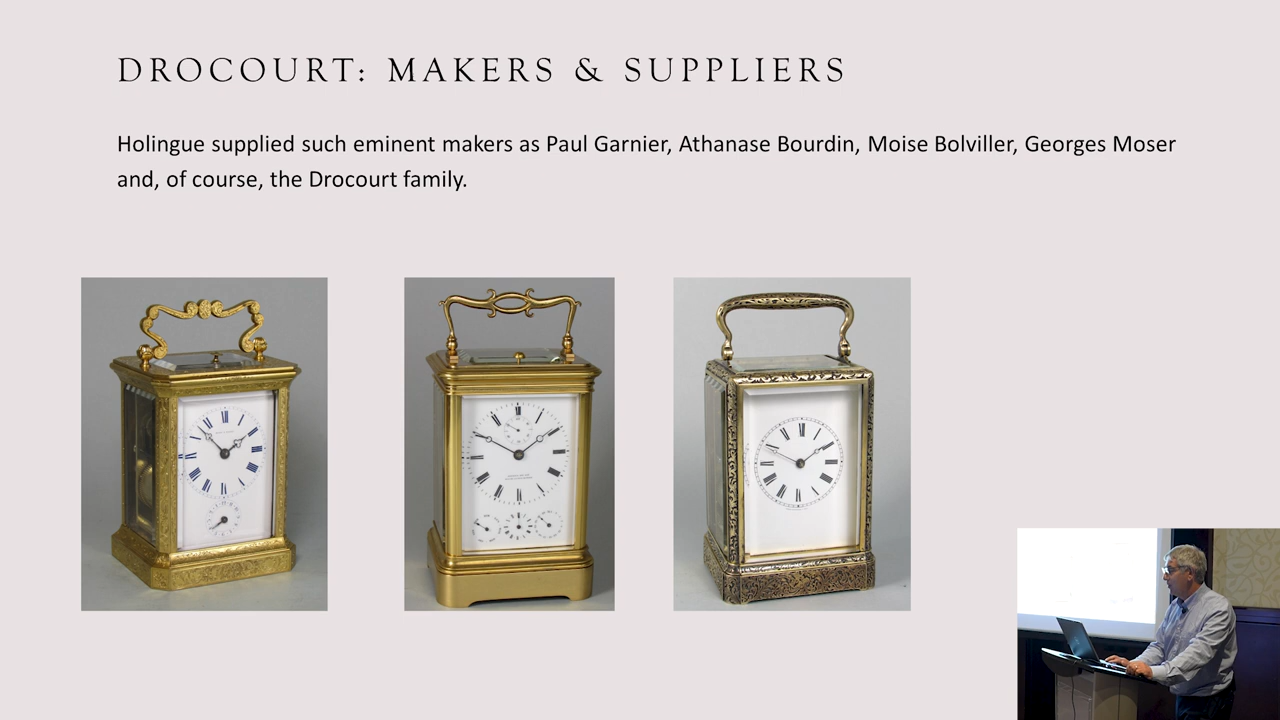 DROCOURT: MAKERS & SUPPLIERS
Holingue supplied such eminent makers as Paul Garnier, Athanase Bourdin, Moise Bolviller, Georges Moser
and, of course, the Drocourt family.